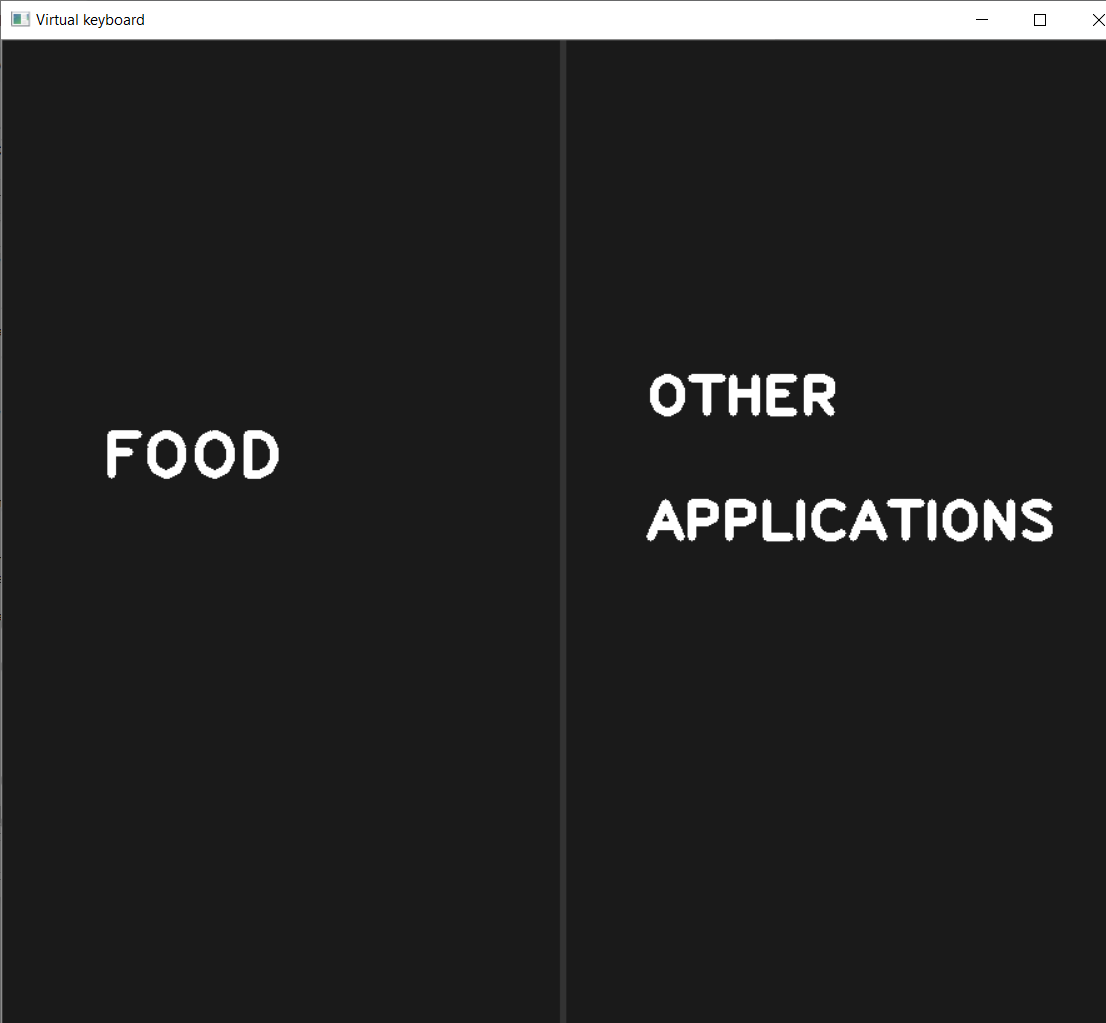 Virtual keyboard
FOOD
OTHER
APPLICATIONS